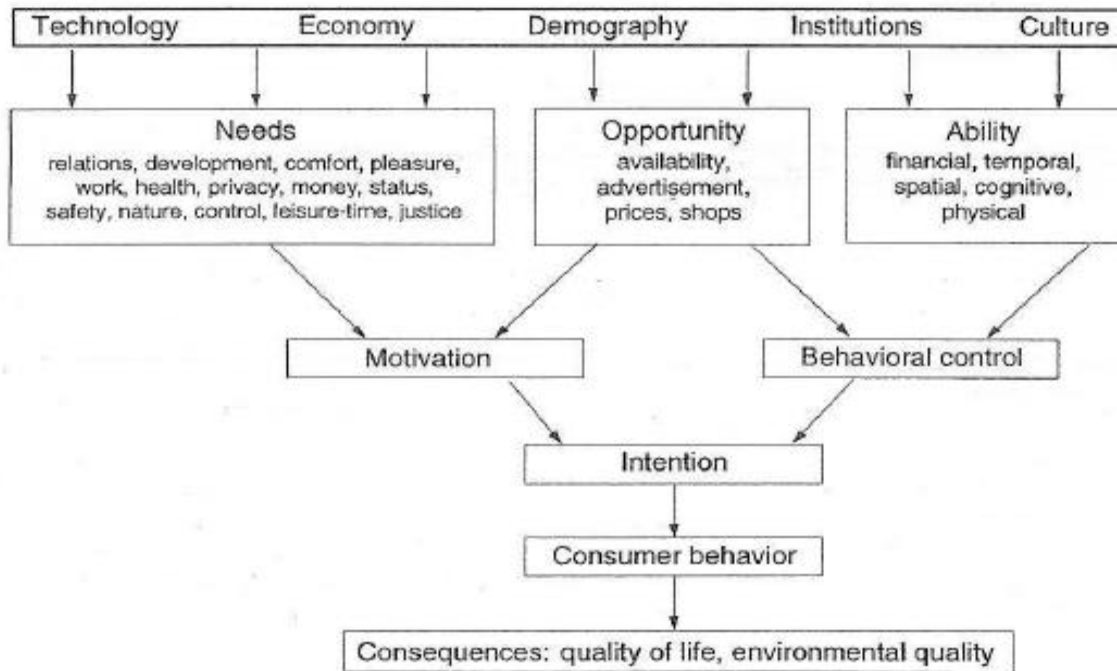 Technology Economy Demography Institutions Culture
Needs
relations, development, comfort, pleasure,
work, health, privacy, money, status,
safety, nature, control, leisure-time, justice
Opportunity
availability,
advertisement,
prices, shops
Ability
financial, temporal,
spatial, cognitive,
physical
Motivation
Behavioral control
Intention
Consumer behavior
Consequences: quality of life, environmental quality